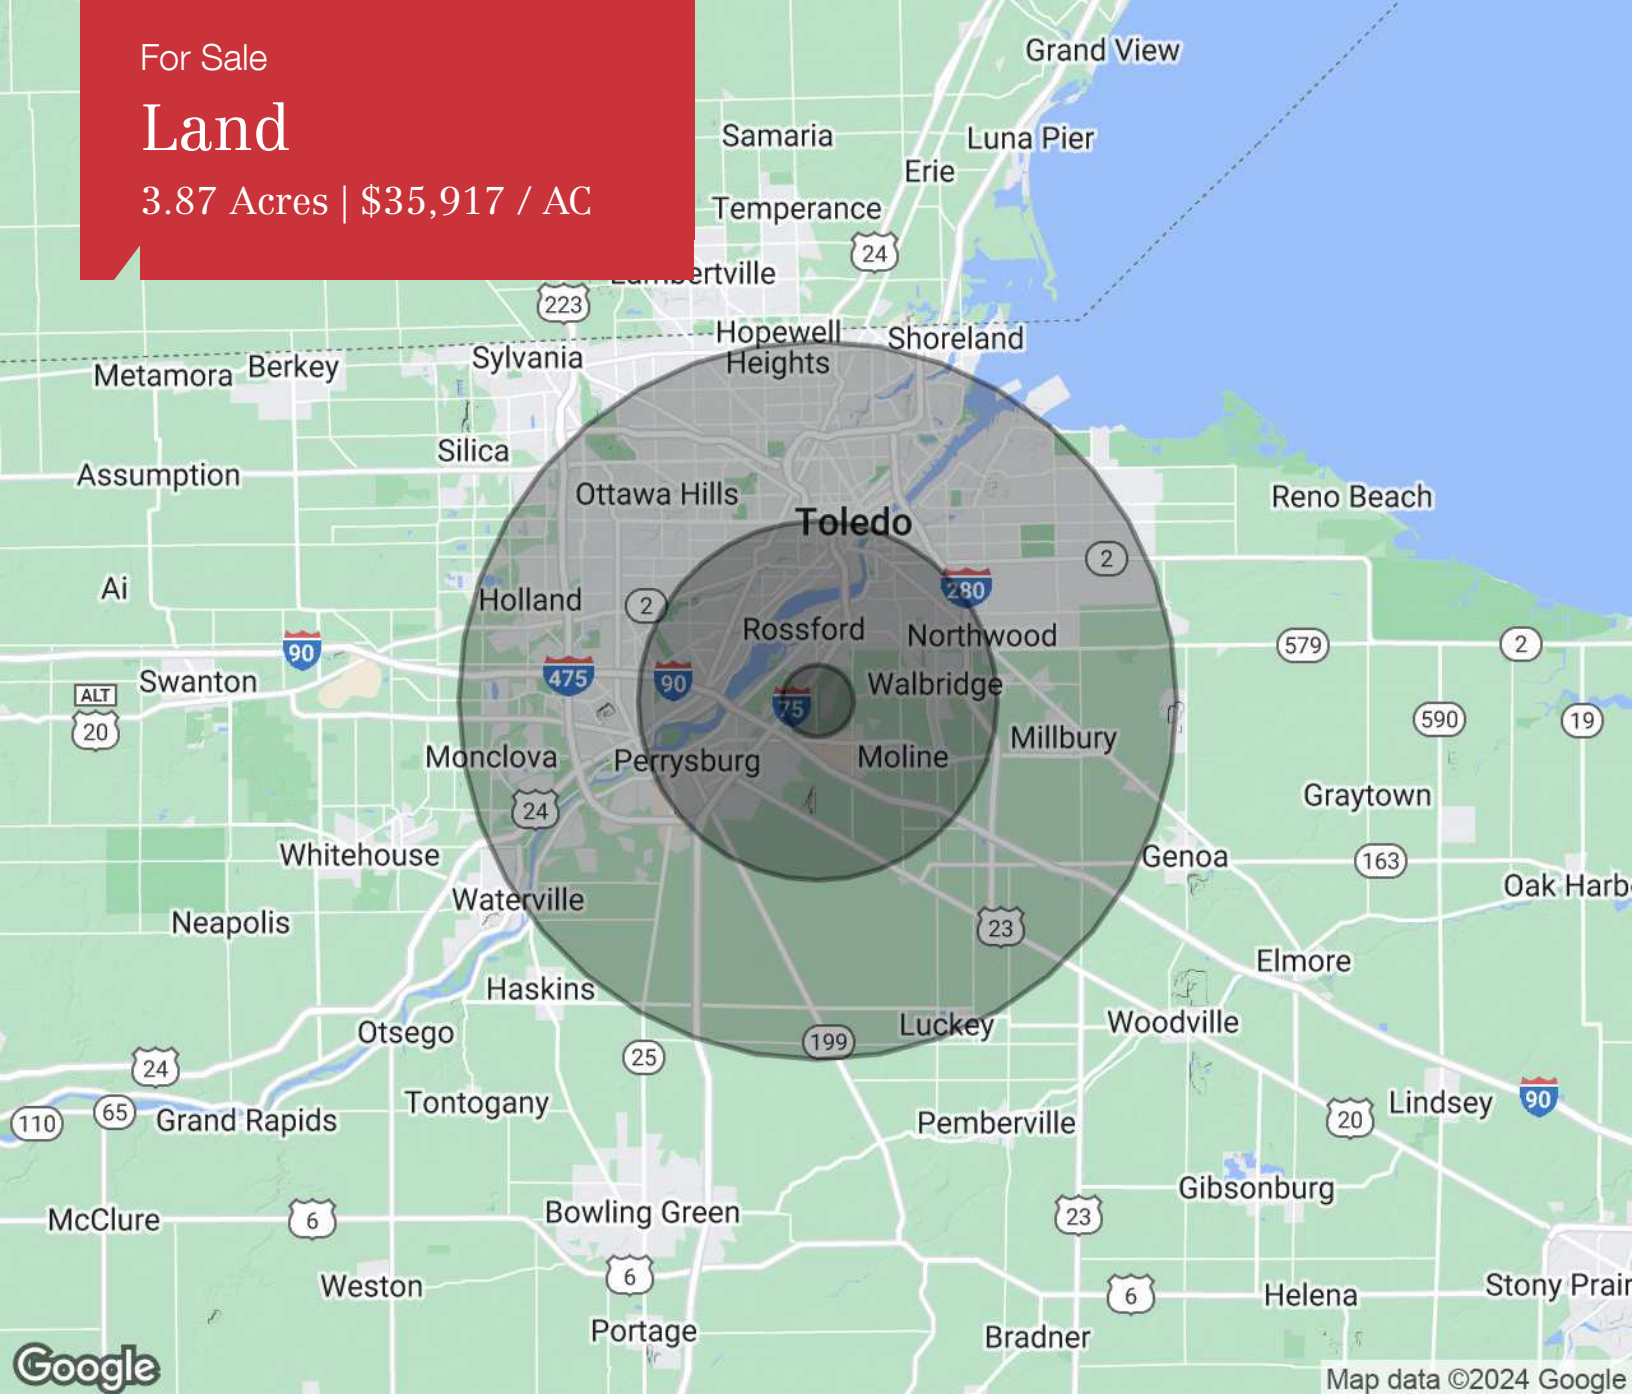 For Sale
Land
3.87 Acres | $35,917 / AC
Grand View
Samaria
Luna Pier
Erie
Temperance
24
ertville
223
Hopewell
Heights
Shoreland
Sylvania
Metamora
Berkey
Silica
Assumption
Ottawa Hills
Reno Beach
Toledo
2
Ai
280
Holland
2
Rossford
Northwood
90
579
2
475
90
Swanton
Walbridge
ALT
20
75
590
19
Monclova
Perrysburg
Moline
Millbury
24
Graytown
Whitehouse
Genoa
163
Oak Harb
Waterville
Neapolis
23
Elmore
Haskins
Otsego
Luckey
Woodville
199
25
24
110
65
Grand Rapids
Tontogany
Pemberville
20
Lindsey
90
Gibsonburg
McClure
6
Bowling Green
23
6
Weston
6
Helena
Stony Prair
Portage
Bradner
Google
Map data ©2024 Google